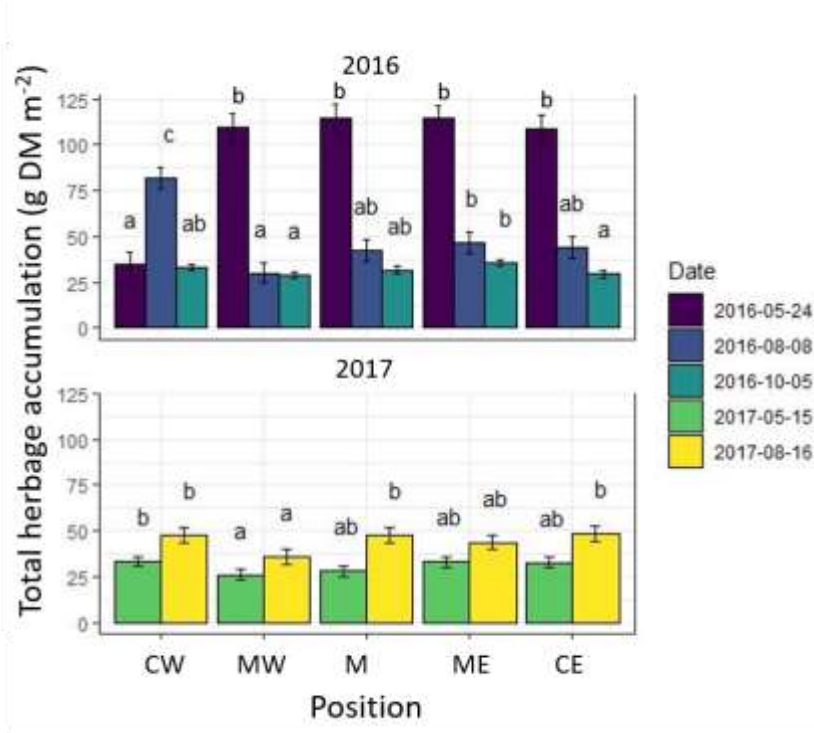 2016
Total herbage accumulation (g DM m⁻²)
125
100
75
50
25
0
a
c
ab
b
a
a
b
ab
ab
b
b
b
b
ab
a
2017
125
100
75
50
25
0
b
b
a
a
ab
b
ab
ab
ab
b
CW MW M ME CE
Position
Date
2016-05-24
2016-08-08
2016-10-05
2017-05-15
2017-08-16